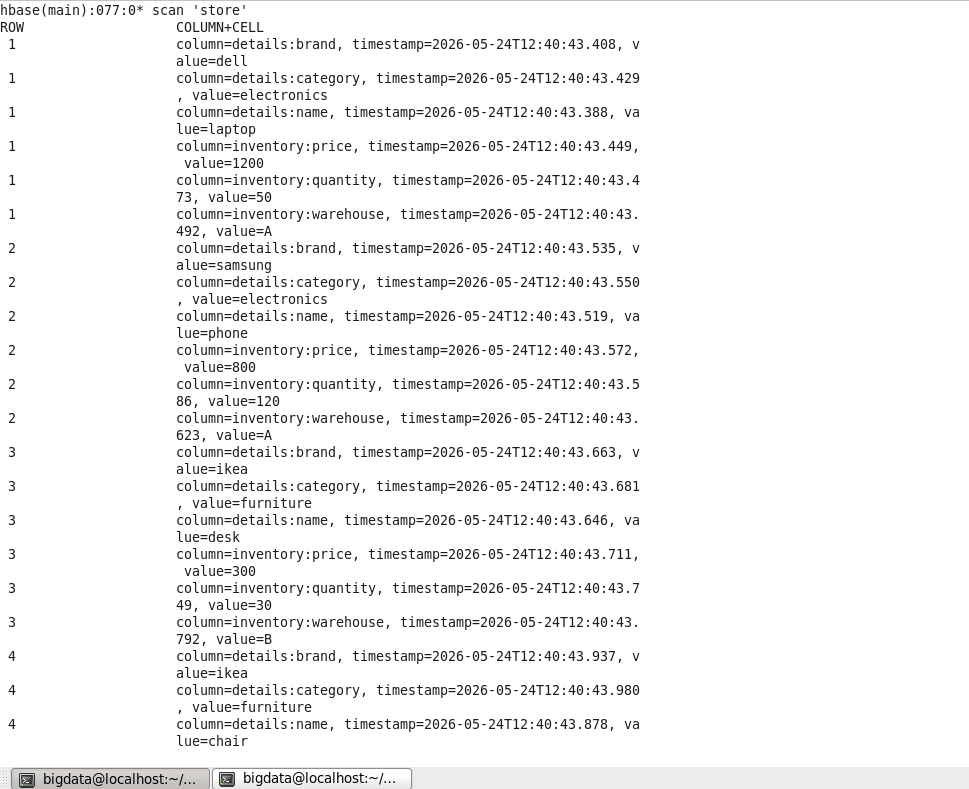 hbase(main):077:0* scan 'store'
ROW                   COLUMN+CELL
 1                    column=details:brand, timestamp=2026-05-24T12:40:43.408, v
                      alue=dell
 1                    column=details:category, timestamp=2026-05-24T12:40:43.429
                      , value=electronics
 1                    column=details:name, timestamp=2026-05-24T12:40:43.388, va
                      lue=laptop
 1                    column=inventory:price, timestamp=2026-05-24T12:40:43.449,
                       value=1200
 1                    column=inventory:quantity, timestamp=2026-05-24T12:40:43.4
                      73, value=50
 1                    column=inventory:warehouse, timestamp=2026-05-24T12:40:43.
                      492, value=A
 2                    column=details:brand, timestamp=2026-05-24T12:40:43.535, v
                      alue=samsung
 2                    column=details:category, timestamp=2026-05-24T12:40:43.550
                      , value=electronics
 2                    column=details:name, timestamp=2026-05-24T12:40:43.519, va
                      lue=phone
 2                    column=inventory:price, timestamp=2026-05-24T12:40:43.572,
                       value=800
 2                    column=inventory:quantity, timestamp=2026-05-24T12:40:43.5
                      86, value=120
 2                    column=inventory:warehouse, timestamp=2026-05-24T12:40:43.
                      623, value=A
 3                    column=details:brand, timestamp=2026-05-24T12:40:43.663, v
                      alue=ikea
 3                    column=details:category, timestamp=2026-05-24T12:40:43.681
                      , value=furniture
 3                    column=details:name, timestamp=2026-05-24T12:40:43.646, va
                      lue=desk
 3                    column=inventory:price, timestamp=2026-05-24T12:40:43.711,
                       value=300
 3                    column=inventory:quantity, timestamp=2026-05-24T12:40:43.7
                      49, value=30
 3                    column=inventory:warehouse, timestamp=2026-05-24T12:40:43.
                      792, value=B
 4                    column=details:brand, timestamp=2026-05-24T12:40:43.937, v
                      alue=ikea
 4                    column=details:category, timestamp=2026-05-24T12:40:43.980
                      , value=furniture
 4                    column=details:name, timestamp=2026-05-24T12:40:43.878, va
                      lue=chair
bigdata@localhost:~/... bigdata@localhost:~/...